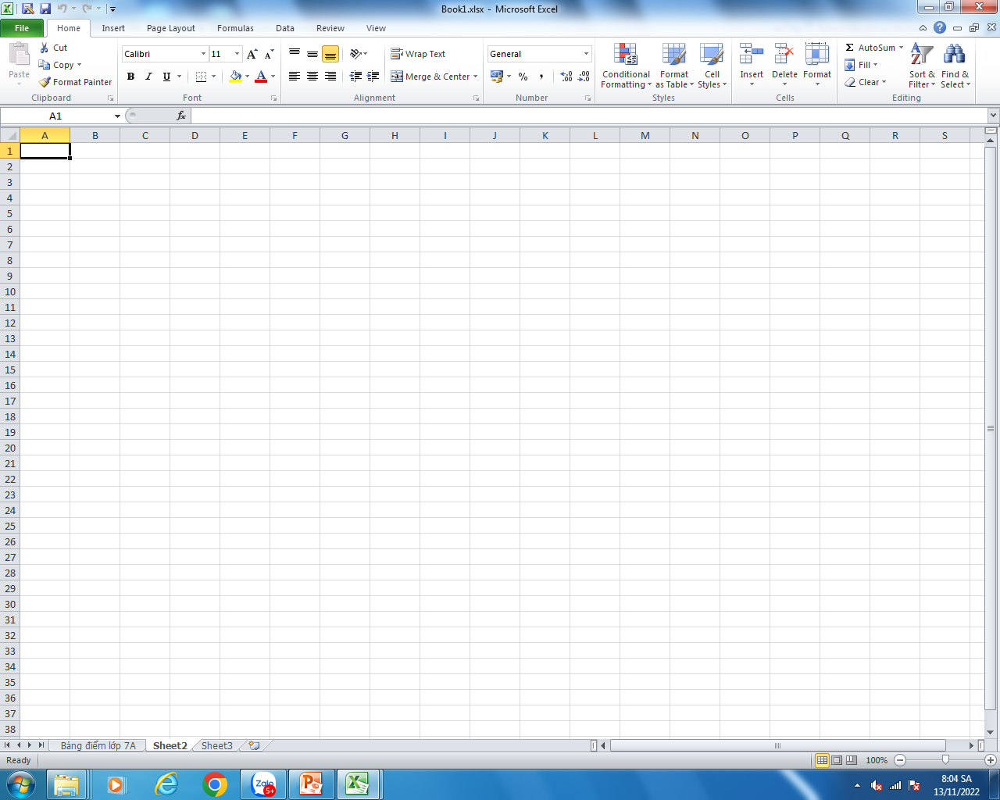 Book1.xlsx - Microsoft Excel
File Home Insert Page Layout Formulas Data Review View
Paste
Cut
Copy
Format Painter
Clipboard
Calibri 11
B I U
Font
Wrap Text
Merge & Center
Alignment
General
% ,
Number
Conditional Formatting
Format as Table
Cell Styles
Styles
Insert Delete Format
Cells
AutoSum
Fill
Clear
Sort & Filter
Find & Select
Editing
A1 fx
A B C D E F G H I J K L M N O P Q R S
1
2
3
4
5
6
7
8
9
10
11
12
13
14
15
16
17
18
19
20
21
22
23
24
25
26
27
28
29
30
31
32
33
34
35
36
37
38
Bảng điểm lớp 7A Sheet2 Sheet3
Ready 100%
Zalo
5+
8:04 SA
13/11/2022